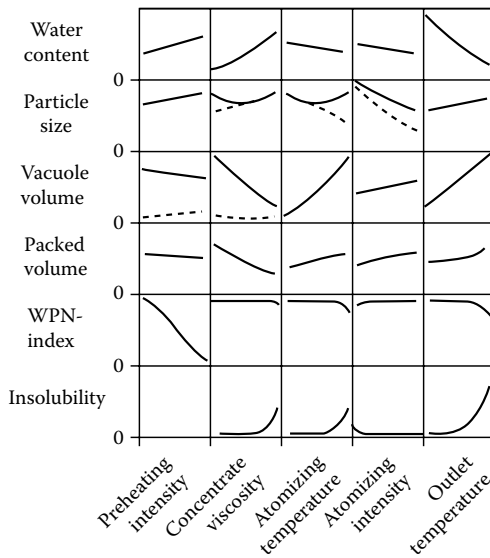 Water
content
0
Particle
size
0
Vacuole
volume
0
Packed
volume
0
WPN-
index
0
Insolubility
0
Preheating
intensity
Concentrate
viscosity
Atomizing
temperature
Atomizing
intensity
Outlet
temperature